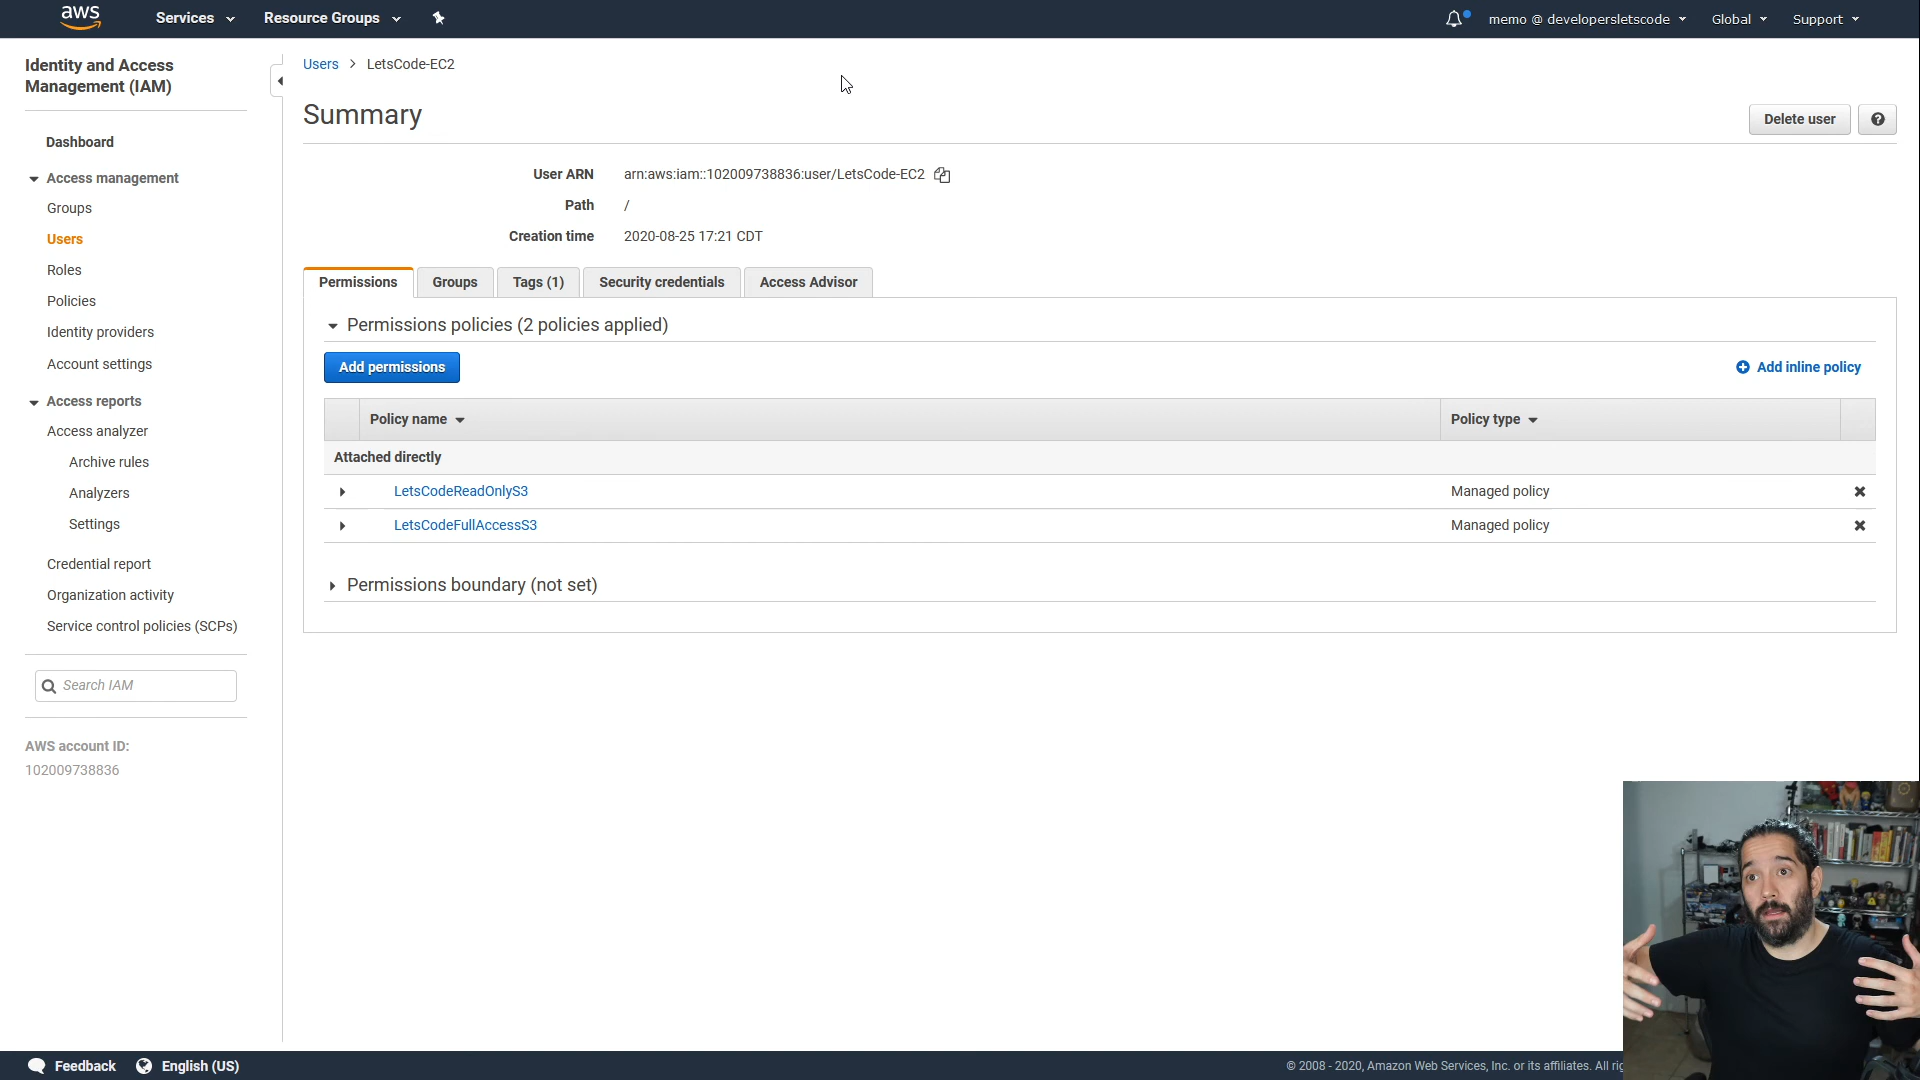 aws
Services
Resource Groups
memo @ developersletscode
Global
Support
Identity and Access
Management (IAM)
Dashboard
Access management
Groups
Users
Roles
Policies
Identity providers
Account settings
Access reports
Access analyzer
Archive rules
Analyzers
Settings
Credential report
Organization activity
Service control policies (SCPs)
Search IAM
AWS account ID:
102009738836
Users > LetsCode-EC2
Summary
Delete user
User ARN arn:aws:iam::102009738836:user/LetsCode-EC2
Path /
Creation time 2020-08-25 17:21 CDT
Permissions
Groups
Tags (1)
Security credentials
Access Advisor
Permissions policies (2 policies applied)
Add permissions
Add inline policy
Policy name
Policy type
Attached directly
LetsCodeReadOnlyS3 Managed policy
LetsCodeFullAccessS3 Managed policy
Permissions boundary (not set)
Feedback
English (US)
© 2008 - 2020, Amazon Web Services, Inc. or its affiliates. All